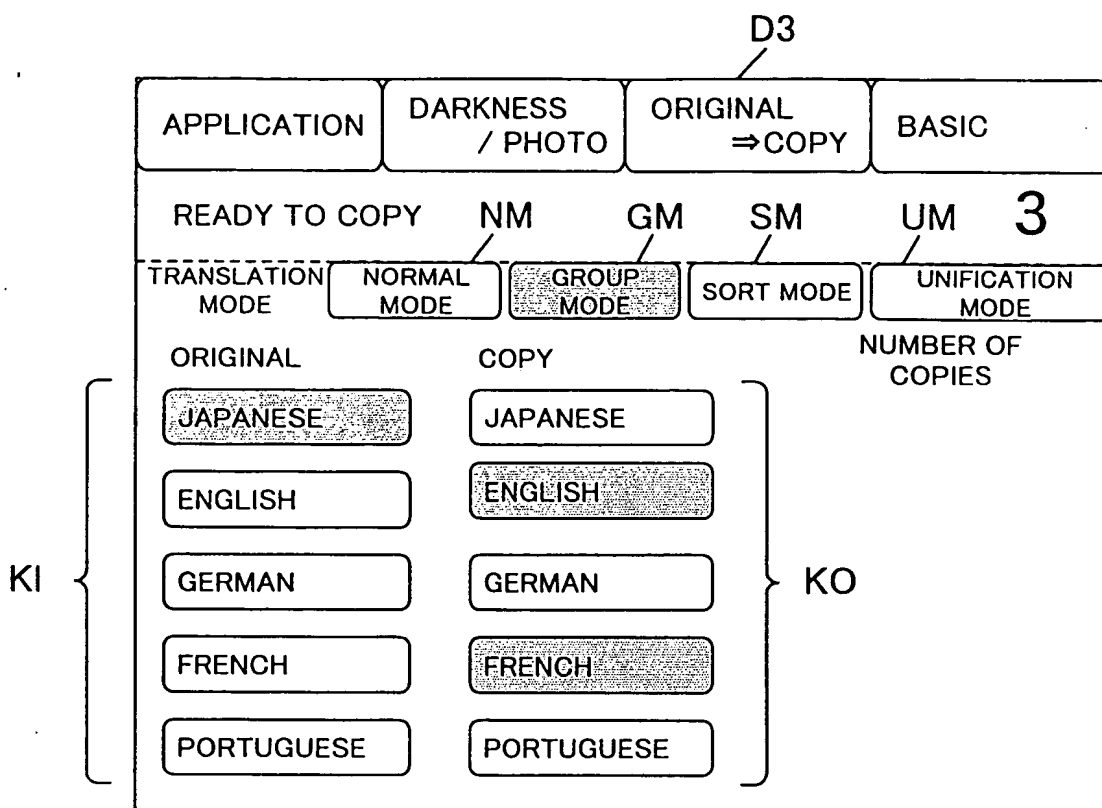 D3
APPLICATION
DARKNESS
/ PHOTO
ORIGINAL
⇒COPY
BASIC
READY TO COPY
NM
GM
SM
UM
3
TRANSLATION
MODE
NORMAL
MODE
GROUP
MODE
SORT MODE
UNIFICATION
MODE
NUMBER OF
COPIES
ORIGINAL
COPY
KI
JAPANESE
JAPANESE
ENGLISH
ENGLISH
GERMAN
GERMAN
KO
FRENCH
FRENCH
PORTUGUESE
PORTUGUESE